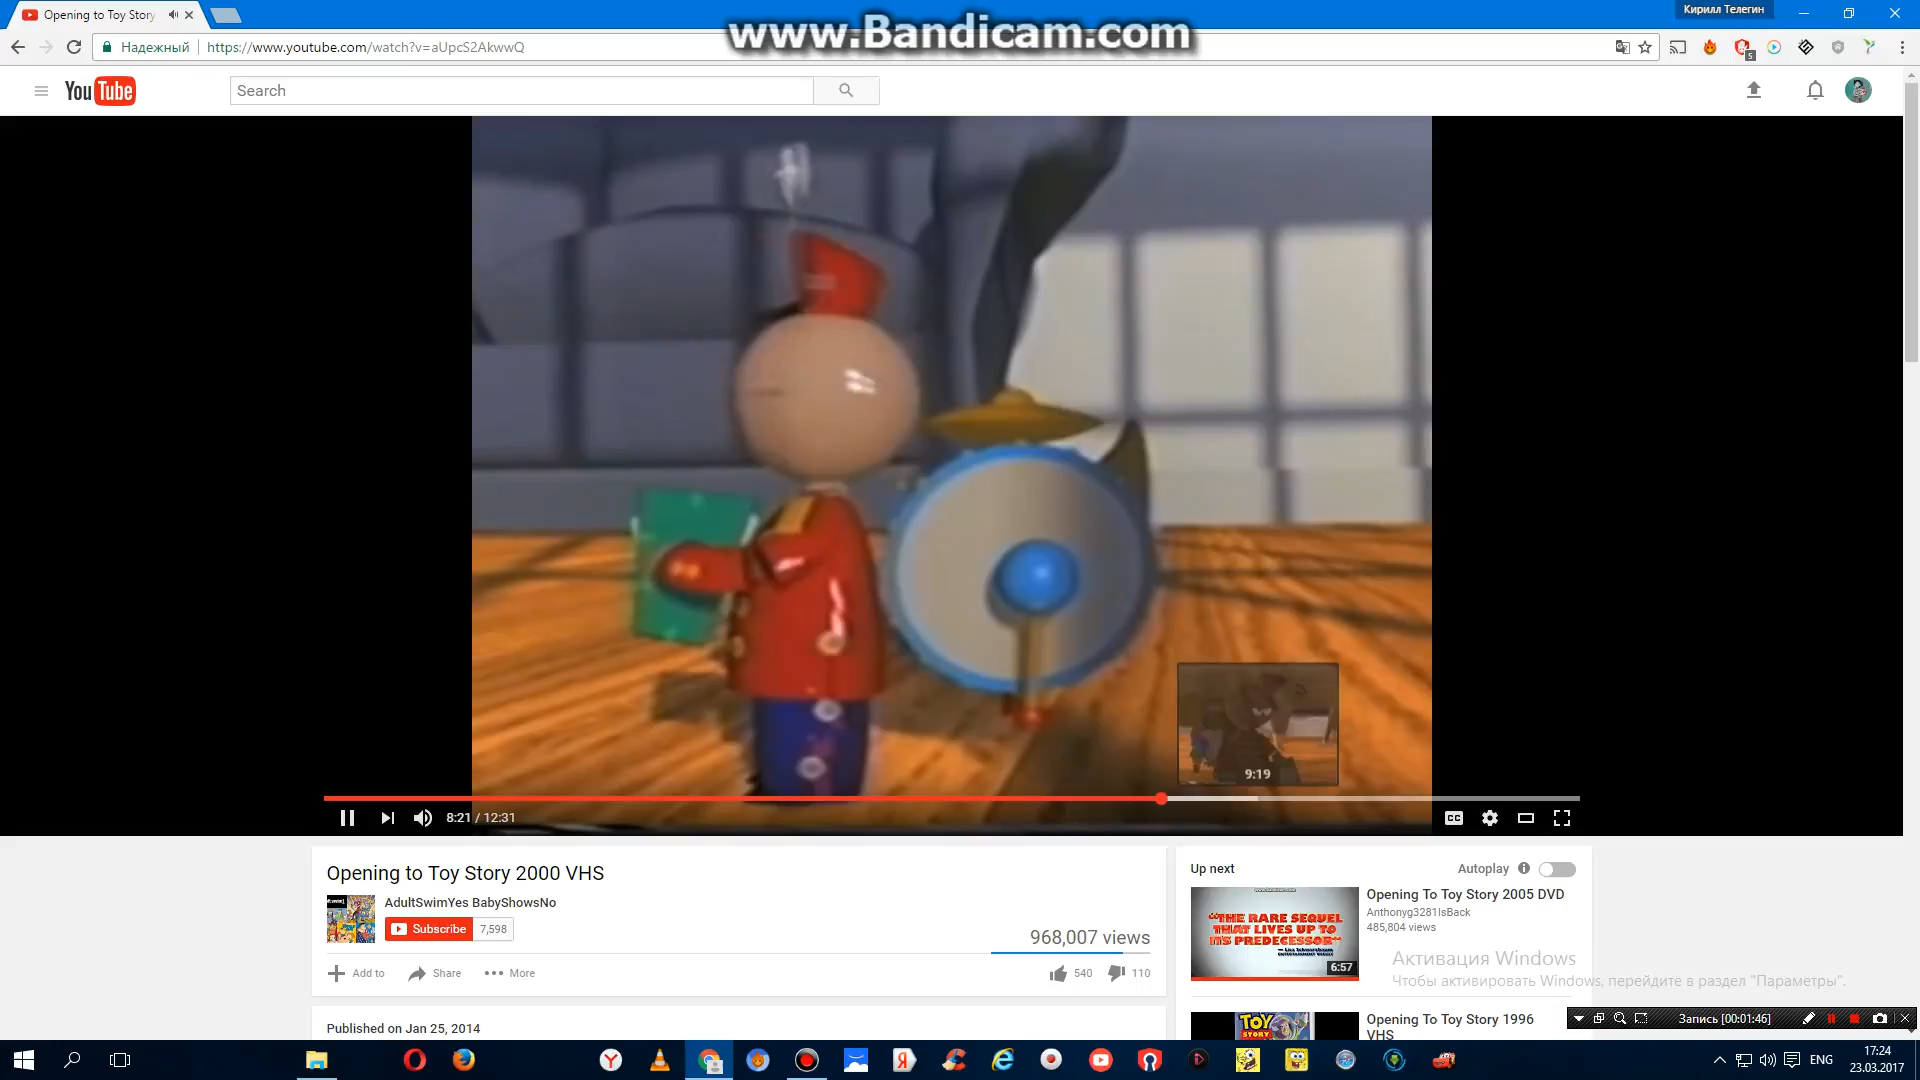 Opening to Toy Story
www.Bandicam.com
Кирилл Телегин
Надежный
https://www.youtube.com/watch?v=aUpcS2AkwwQ
5
YouTube
Search
9:19
8:21 / 12:31
CC
Opening to Toy Story 2000 VHS
AdultSwimYes BabyShowsNo
Subscribe 7,598
968,007 views
Add to Share More
540 110
Published on Jan 25, 2014
Up next
Autoplay
"THE RARE SEQUEL
THAT LIVES UP TO
ITS PREDECESSOR"
6:57
Opening To Toy Story 2005 DVD
Anthonyg3281IsBack
485,804 views
Активация Windows
Чтобы активировать Windows, перейдите в раздел "Параметры".
TOY
STORY
Opening To Toy Story 1996
VHS
Запись [00:01:46]
ENG
17:24
23.03.2017